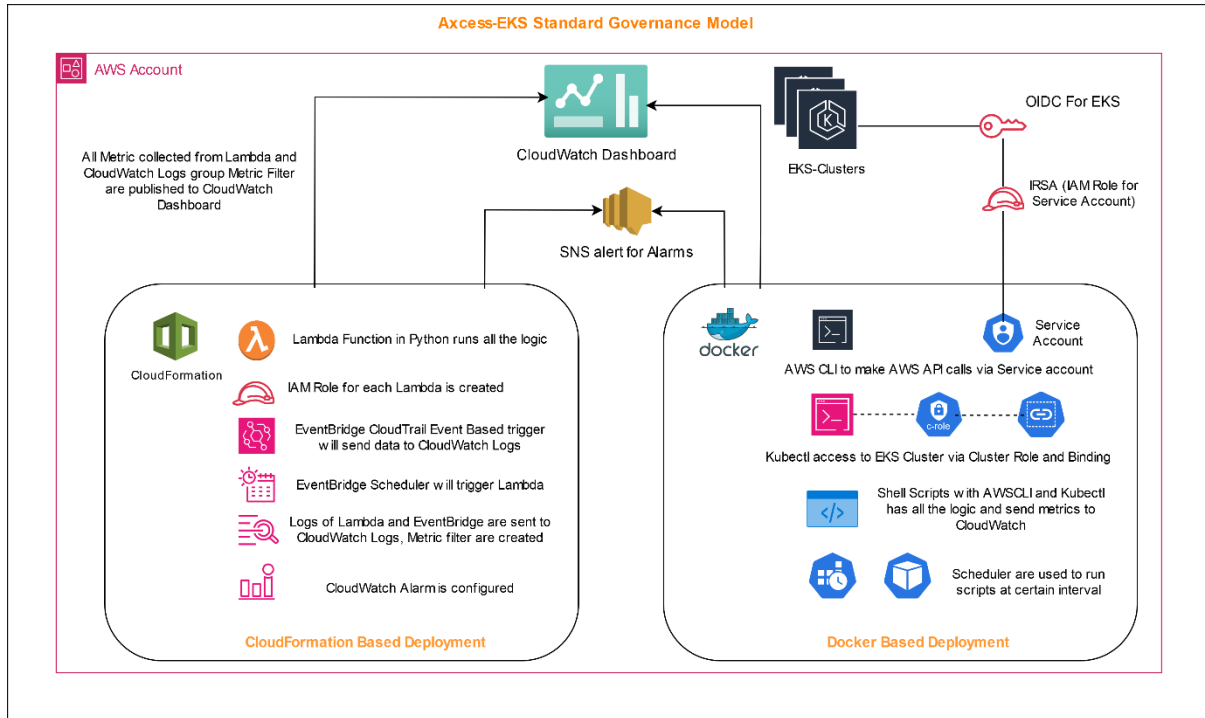 Axcess-EKS Standard Governance Model
AWS Account
CloudWatch Dashboard
All Metric collected from Lambda and
CloudWatch Logs group Metric Filter
are published to CloudWatch
Dashboard
SNS alert for Alarms
K
EKS-Clusters
OIDC For EKS
IRSA (IAM Role for
Service Account)
CloudFormation
Lambda Function in Python runs all the logic
IAM Role for each Lambda is created
EventBridge CloudTrail Event Based trigger
will send data to CloudWatch Logs
EventBridge Scheduler will trigger Lambda
Logs of Lambda and EventBridge are sent to
CloudWatch Logs, Metric filter are created
CloudWatch Alarm is configured
CloudFormation Based Deployment
docker
Service
Account
AWS CLI to make AWS API calls via Service account
c-role
Kubectl access to EKS Cluster via Cluster Role and Binding
Shell Scripts with AWSCLI and Kubectl
has all the logic and send metrics to
CloudWatch
Scheduler are used to run
scripts at certain interval
Docker Based Deployment